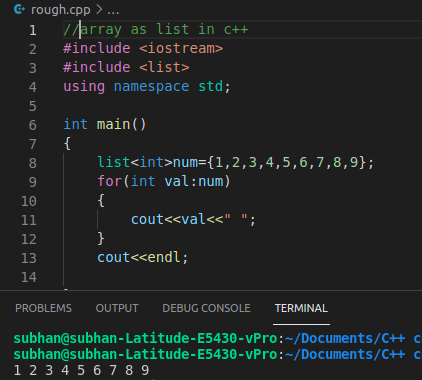 rough.cpp > ...
1 //array as list in c++
2 #include <iostream>
3 #include <list>
4 using namespace std;
5
6 int main()
7 {
8 list<int>num={1,2,3,4,5,6,7,8,9};
9 for(int val:num)
10 {
11 cout<<val<<" ";
12 }
13 cout<<endl;
14
PROBLEMS OUTPUT DEBUG CONSOLE TERMINAL
subhan@subhan-Latitude-E5430-vPro:~/Documents/C++ c
subhan@subhan-Latitude-E5430-vPro:~/Documents/C++ c
1 2 3 4 5 6 7 8 9